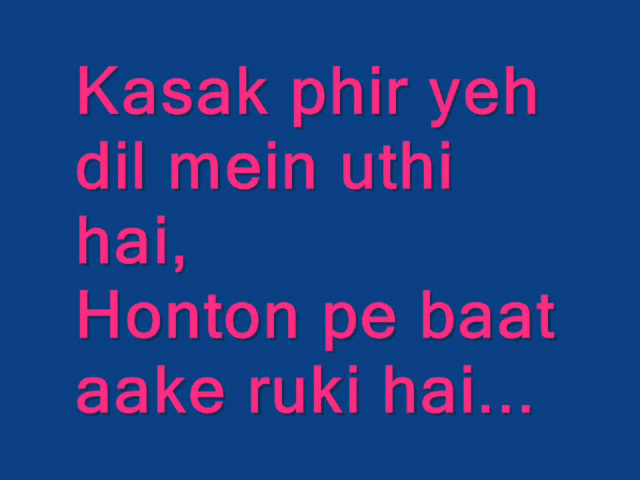 Kasak phir yeh
dil mein uthi
hai,
Honton pe baat
aake ruki hai...